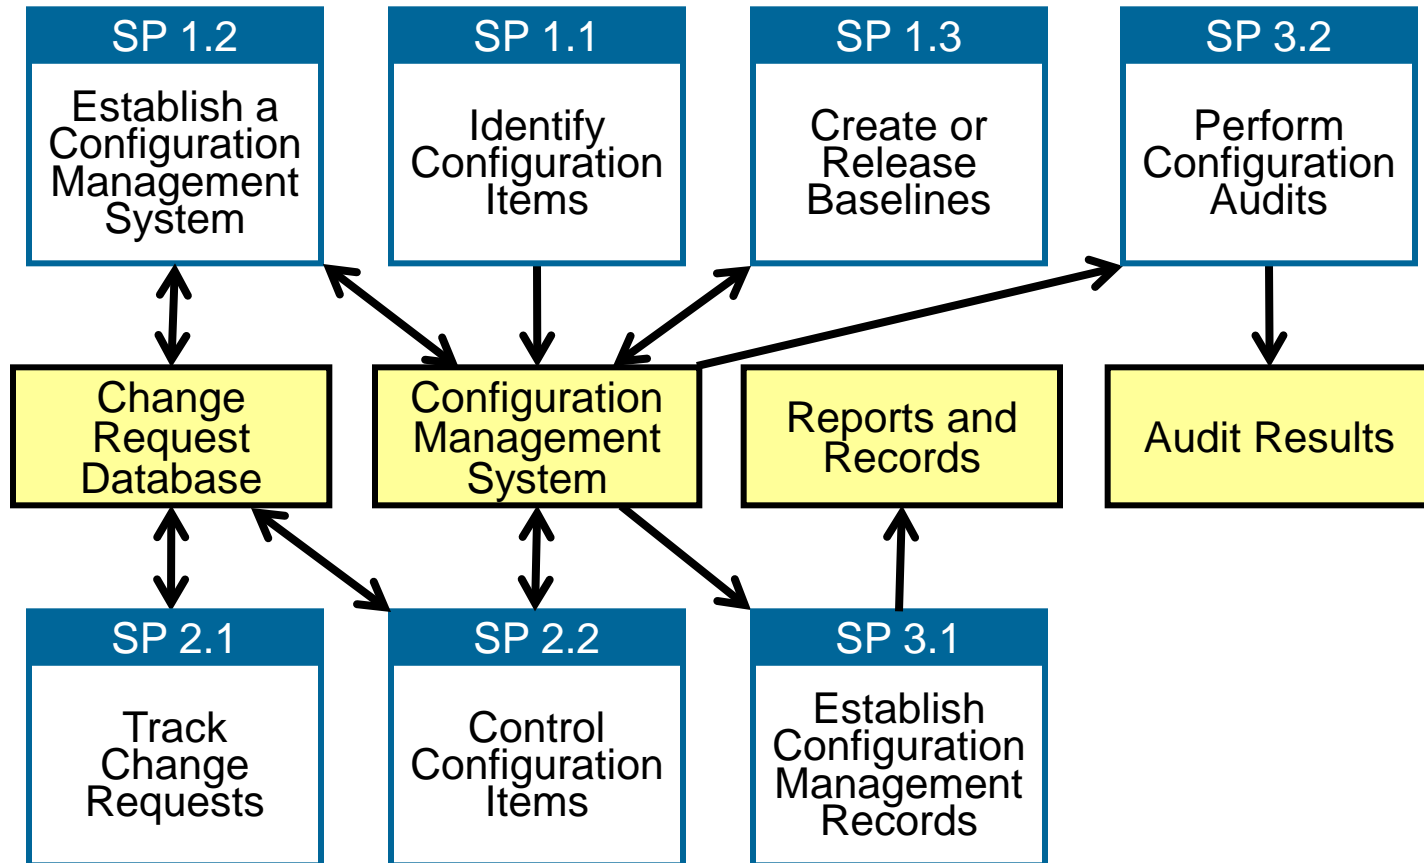 SP 1.2
Establish a
Configuration
Management
System
SP 1.1
Identify
Configuration
Items
SP 1.3
Create or
Release
Baselines
SP 3.2
Perform
Configuration
Audits
Change
Request
Database
Configuration
Management
System
Reports and
Records
Audit Results
SP 2.1
Track
Change
Requests
SP 2.2
Control
Configuration
Items
SP 3.1
Establish
Configuration
Management
Records